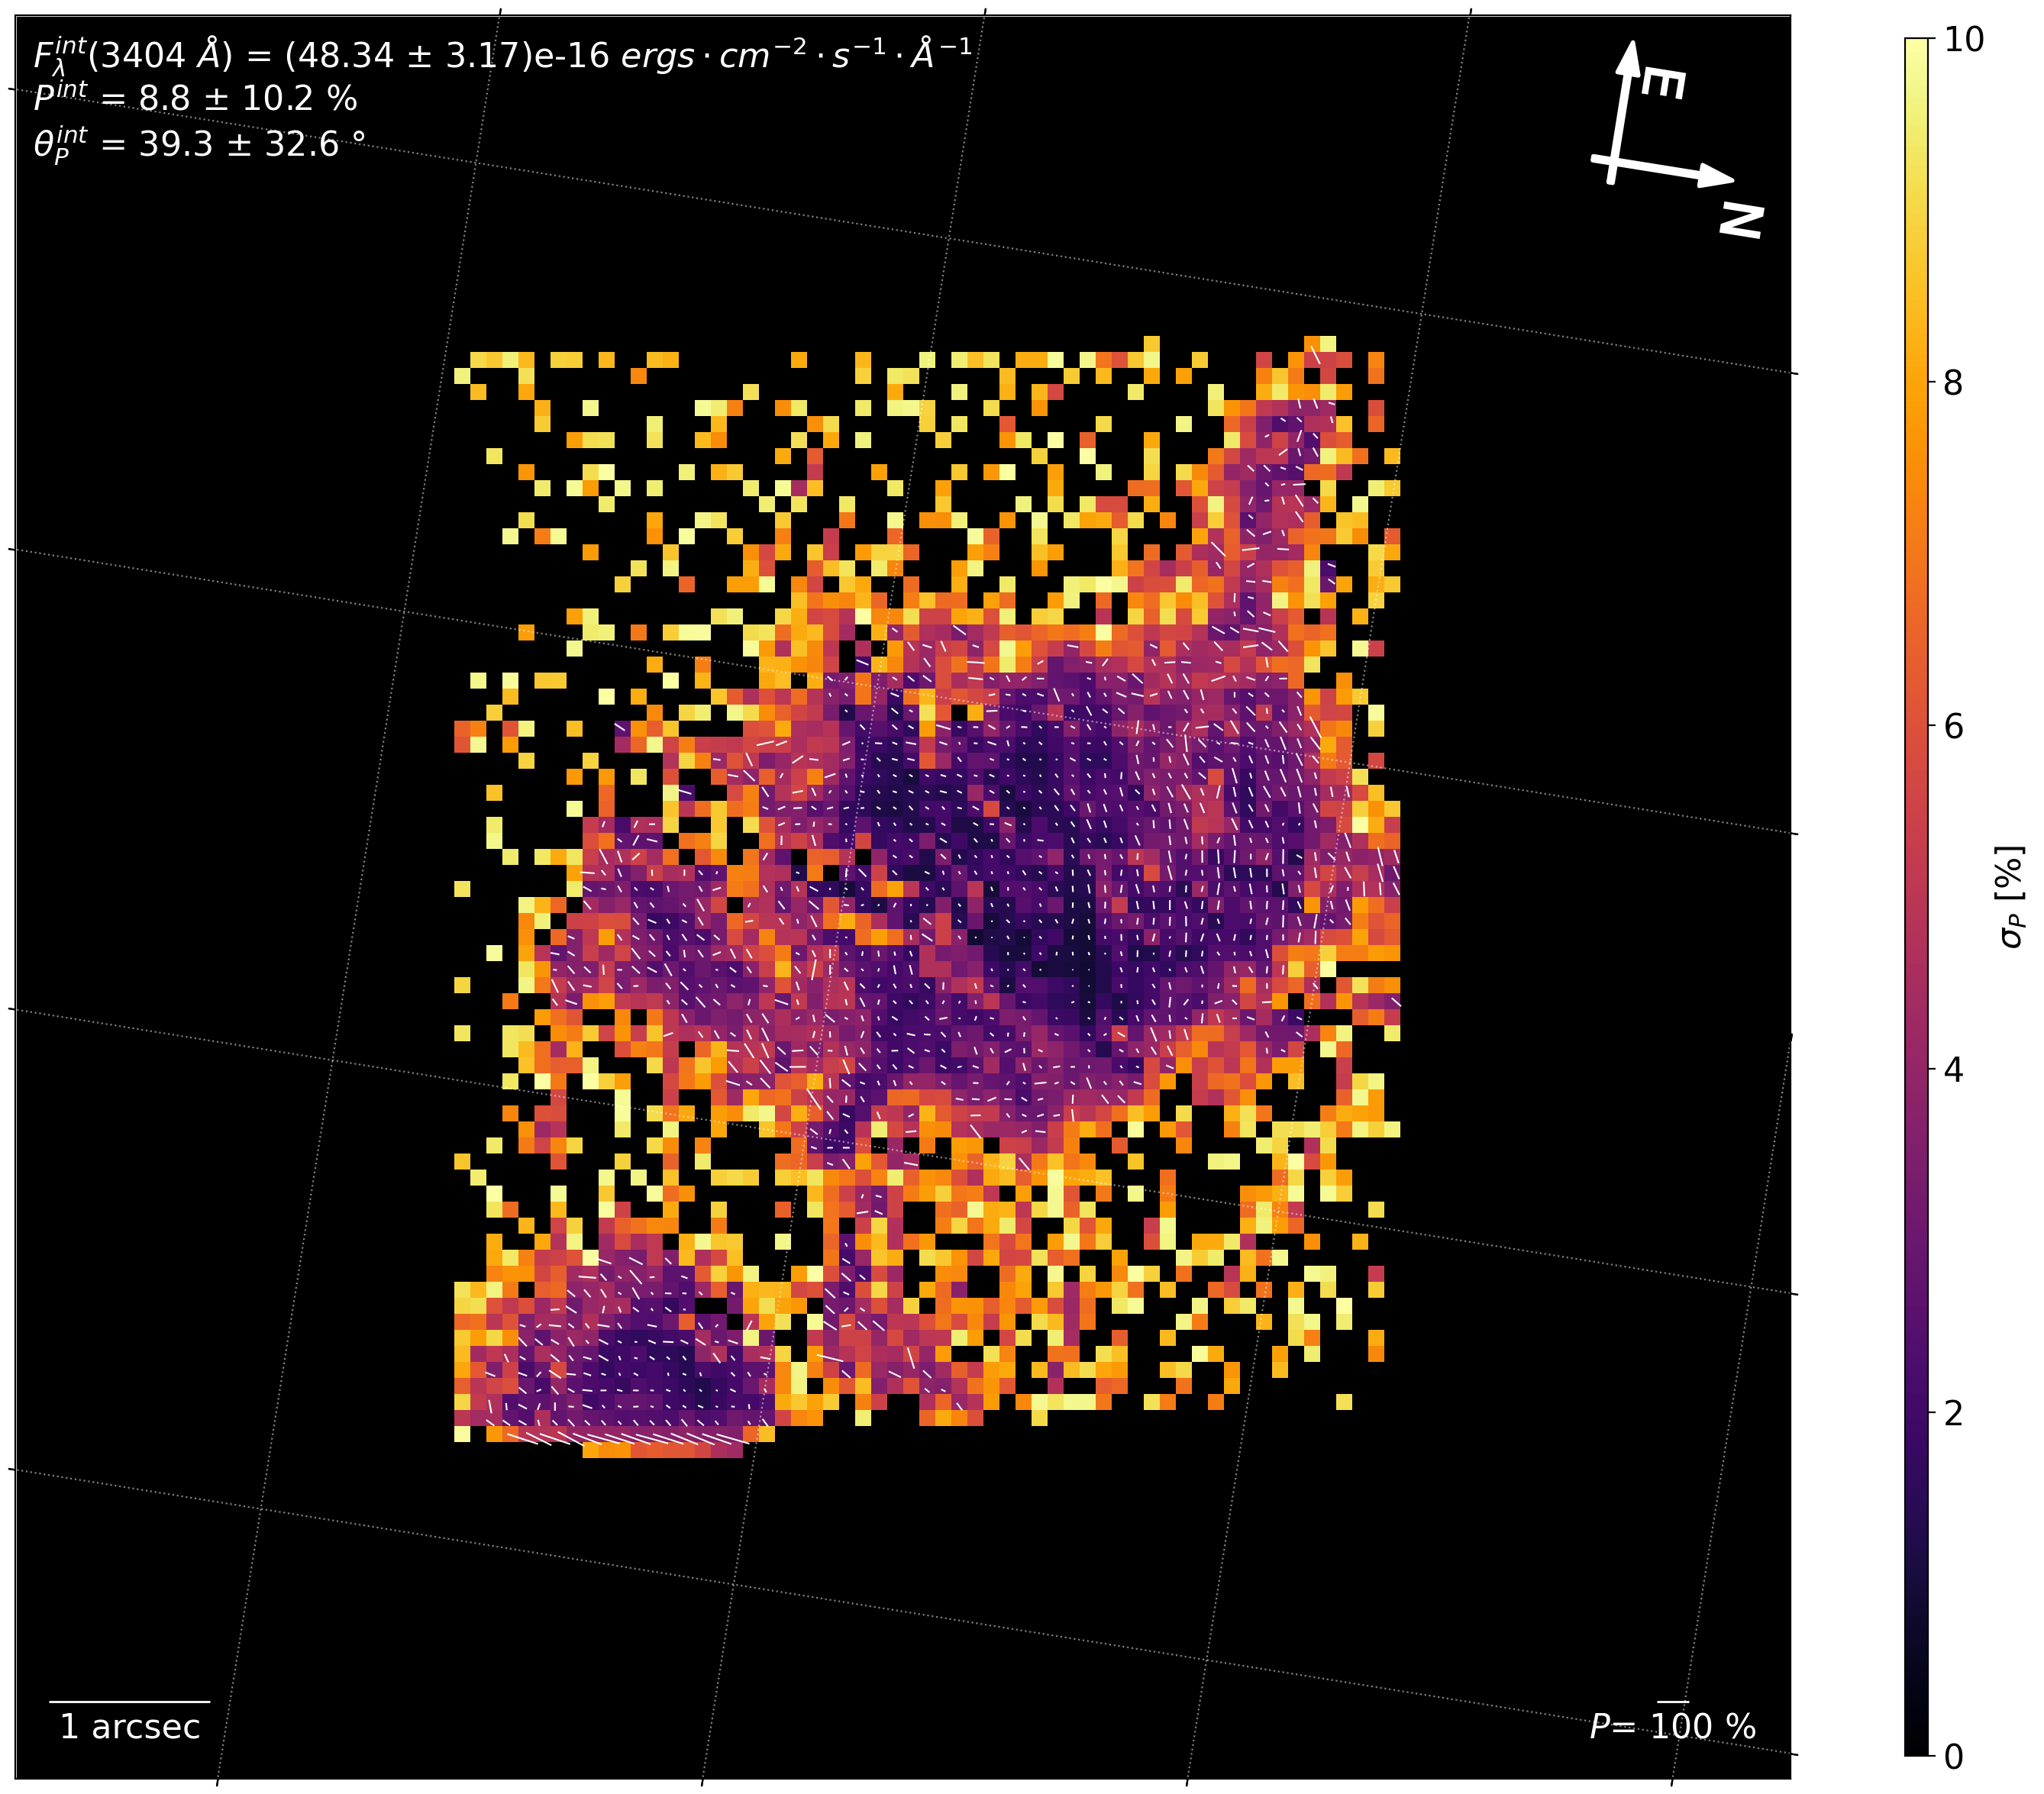 F_λ^int(3404 Å) = (48.34 ± 3.17)e-16 ergs · cm⁻² · s⁻¹ · Å⁻¹
P^int = 8.8 ± 10.2 %
θ_P^int = 39.3 ± 32.6 °
E
N
10
8
6
4
2
0
σ_P [%]
1 arcsec
P= 100 %